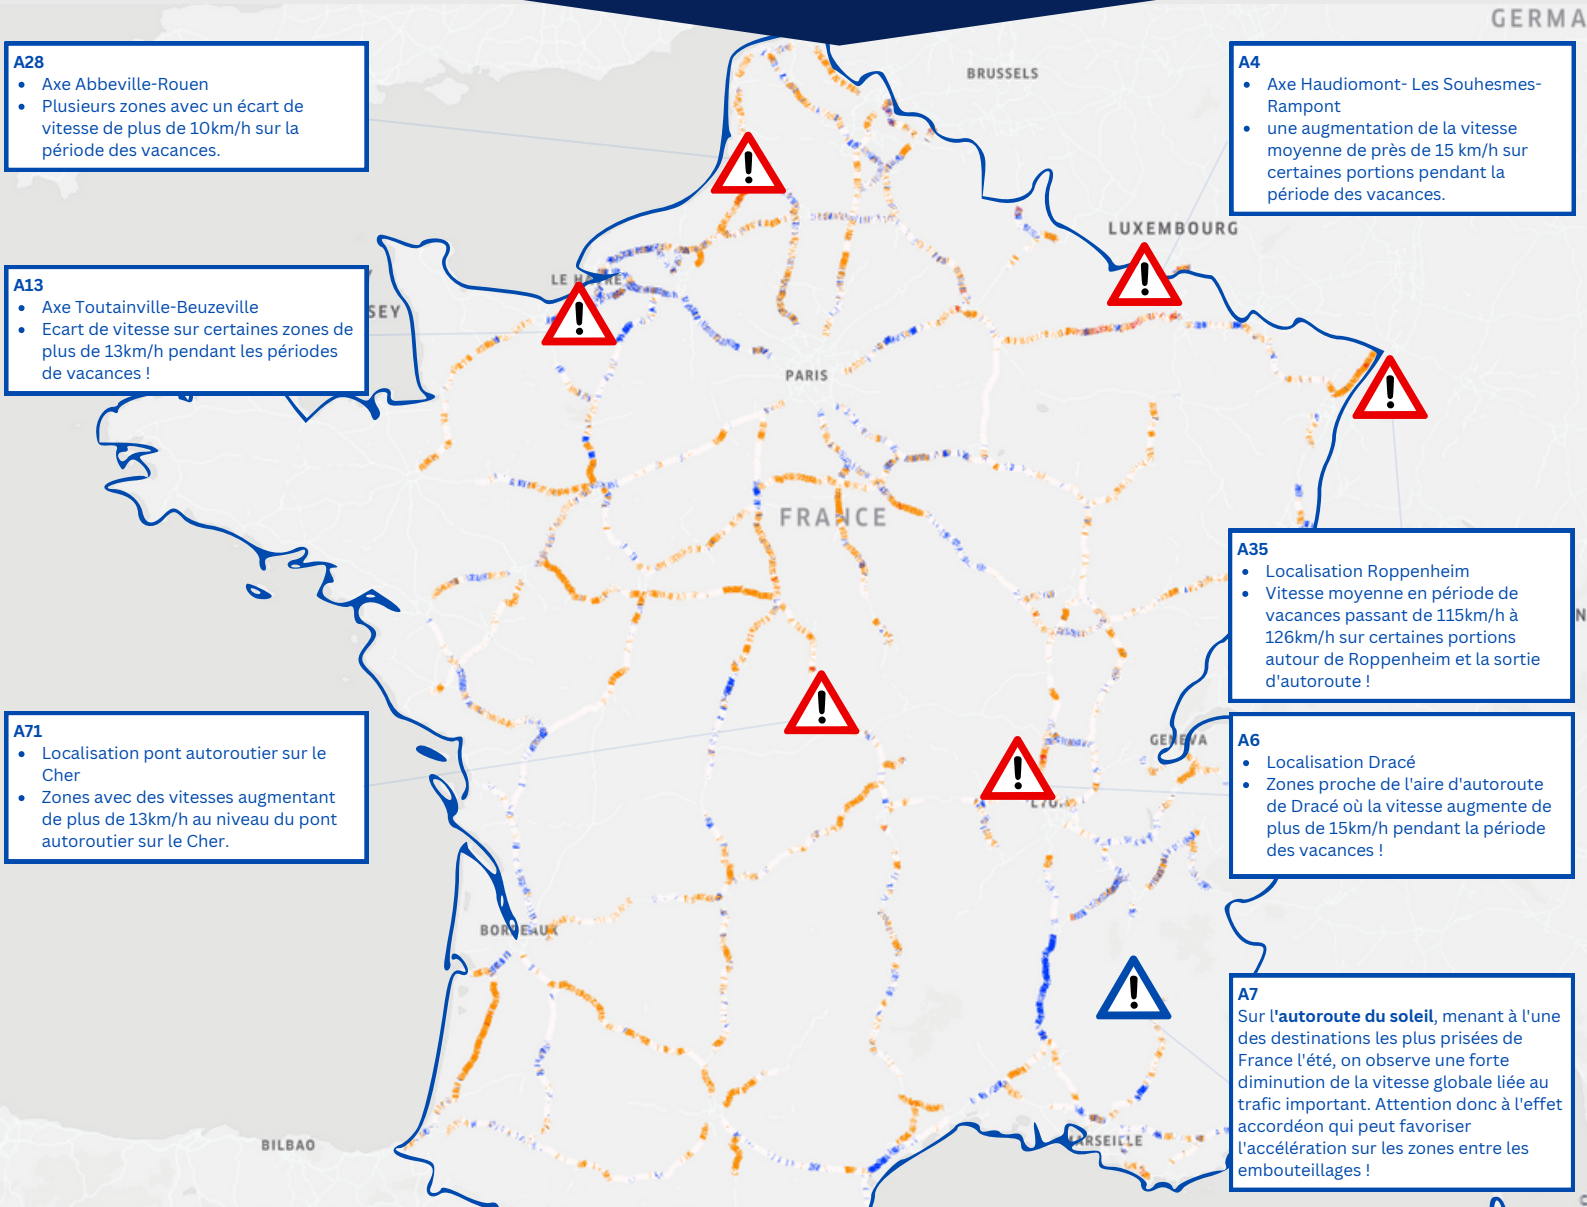 GERMA
BRUSSELS
A28
Axe Abbeville-Rouen
Plusieurs zones avec un écart de
vitesse de plus de 10km/h sur la
période des vacances.
A4
Axe Haudiomont- Les Souhesmes-
Rampont
une augmentation de la vitesse
moyenne de près de 15 km/h sur
certaines portions pendant la
période des vacances.
LUXEMBOURG
LE HAVRE
SEY
A13
Axe Toutainville-Beuzeville
Ecart de vitesse sur certaines zones de
plus de 13km/h pendant les périodes
de vacances !
PARIS
FRANCE
A35
Localisation Roppenheim
Vitesse moyenne en période de
vacances passant de 115km/h à
126km/h sur certaines portions
autour de Roppenheim et la sortie
d'autoroute !
N
A71
Localisation pont autoroutier sur le
Cher
Zones avec des vitesses augmentant
de plus de 13km/h au niveau du pont
autoroutier sur le Cher.
GENEVA
LYON
A6
Localisation Dracé
Zones proche de l'aire d'autoroute
de Dracé où la vitesse augmente de
plus de 15km/h pendant la période
des vacances !
BORDEAUX
A7
Sur l'autoroute du soleil, menant à l'une
des destinations les plus prisées de
France l'été, on observe une forte
diminution de la vitesse globale liée au
trafic important. Attention donc à l'effet
accordéon qui peut favoriser
l'accélération sur les zones entre les
embouteillages !
BILBAO
MARSEILLE